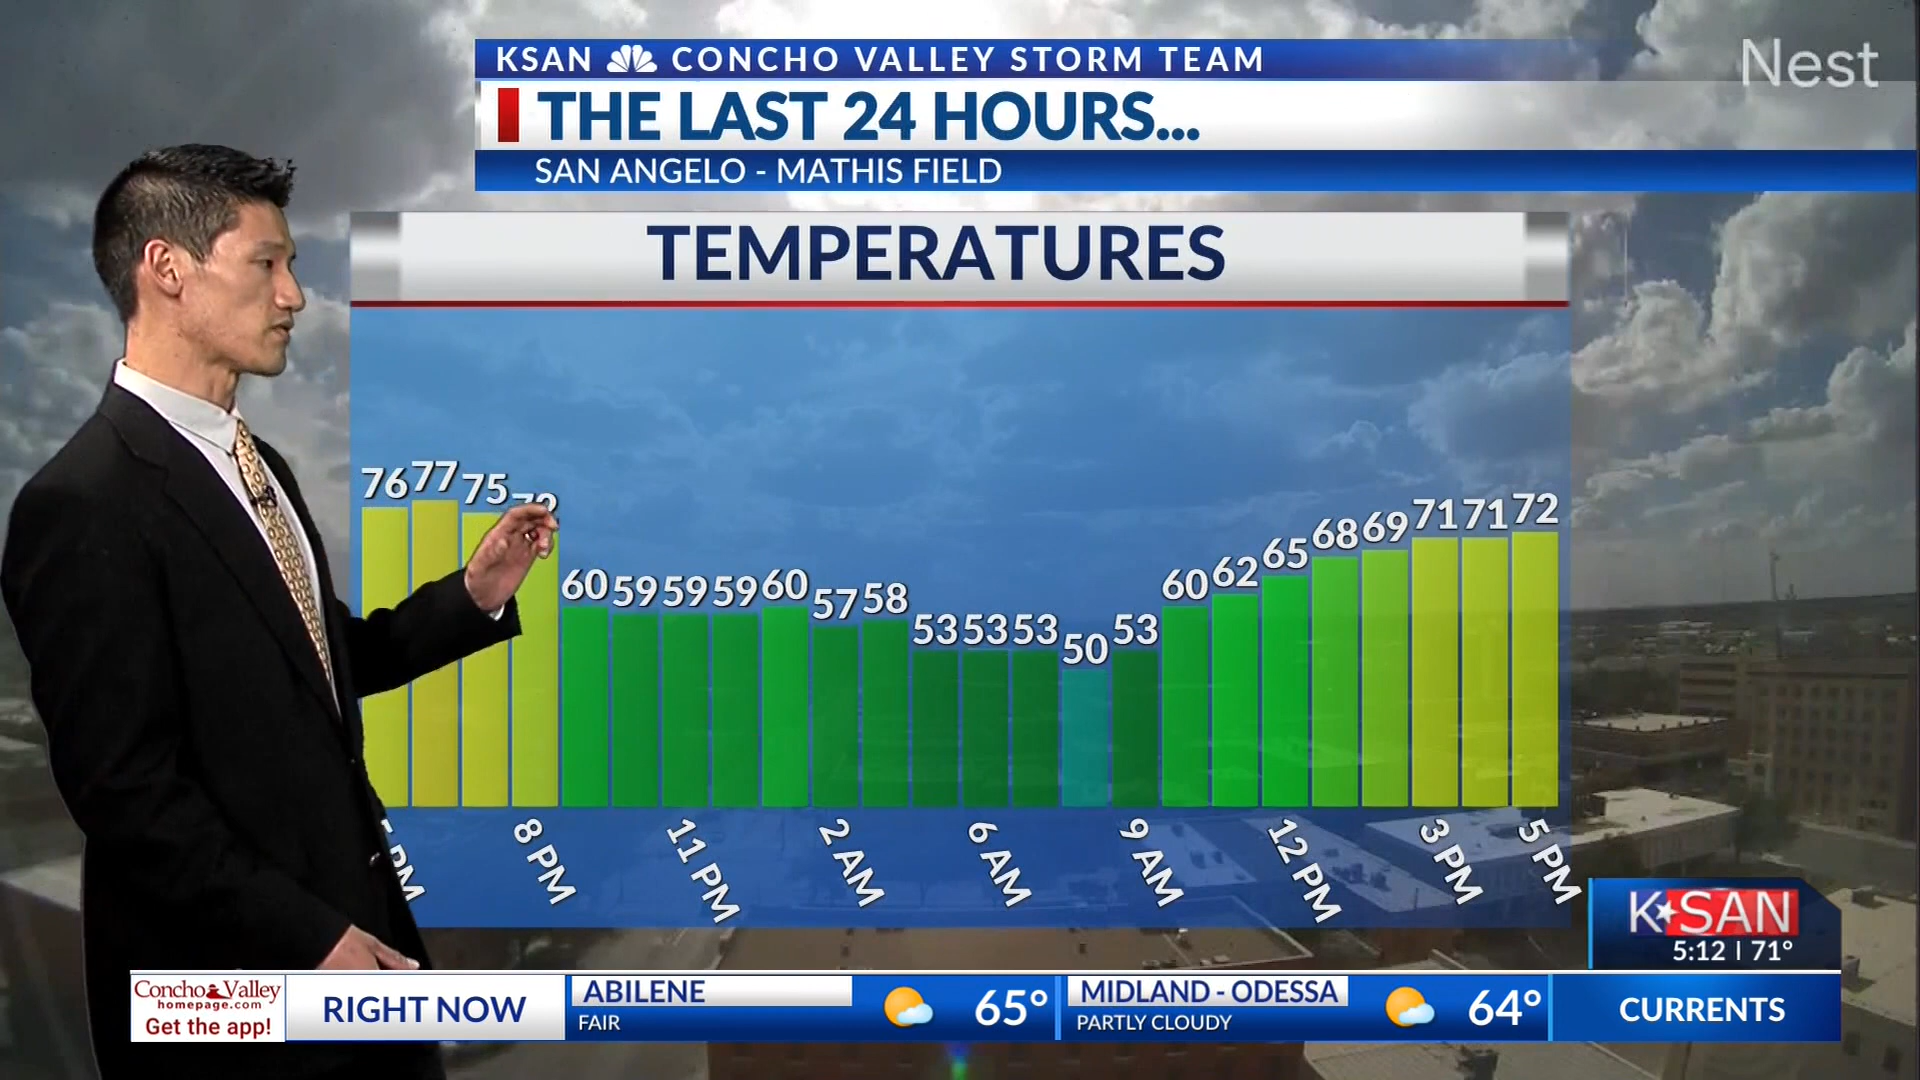 KSAN CONCHO VALLEY STORM TEAM
Nest
THE LAST 24 HOURS...
SAN ANGELO - MATHIS FIELD
TEMPERATURES
76 77 75 60 59 59 59 60 57 58 53 53 53 50 53 60 62 65 68 69 71 71 72
PM 8 PM 11 PM 2 AM 6 AM 9 AM 12 PM 3 PM 5 PM
KSAN
5:12 | 71°
Concho Valley
homepage.com
Get the app!
RIGHT NOW
ABILENE
FAIR
65°
MIDLAND - ODESSA
PARTLY CLOUDY
64°
CURRENTS